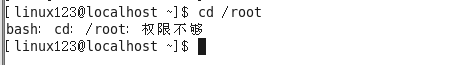 [linux123@localhost ~]$ cd /root
bash: cd: /root: 权限不够
[linux123@localhost ~]$